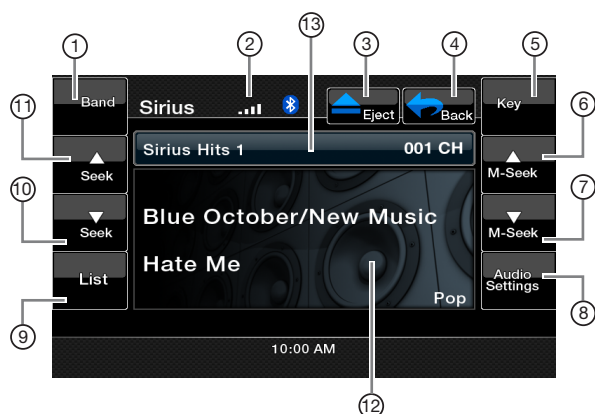 13
1
2
3
4
5
Band
Sirius
Eject
Back
Key
11
6
Sirius Hits 1
001 CH
Seek
M-Seek
10
7
Blue October/New Music
Seek
M-Seek
Hate Me
List
Audio
Settings
Pop
9
8
10:00 AM
12